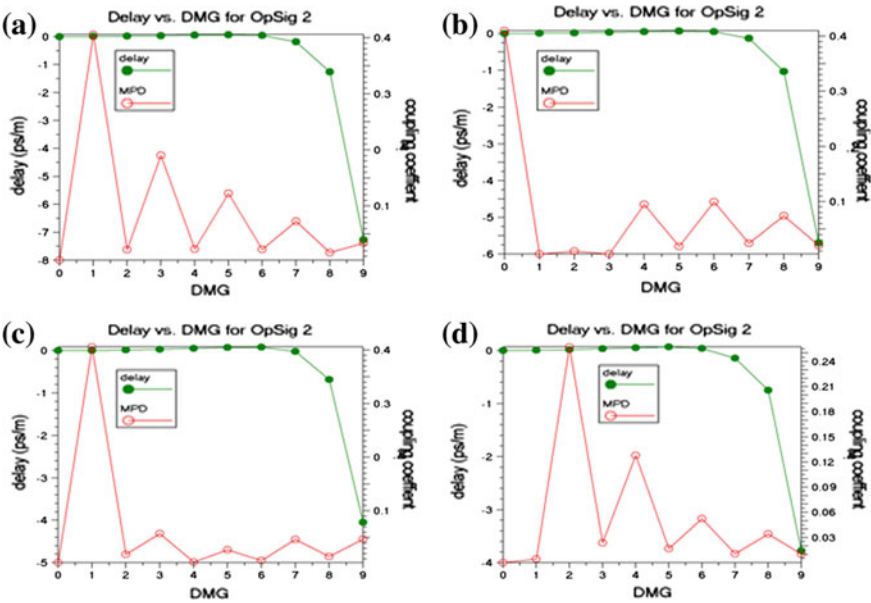 (a)
Delay vs. DMG for OpSig 2
delay (ps/m)
0
-1
-2
-3
-4
-5
-6
-7
-8
delay
MPD
0.4
0.3
0.
0.1
coupling coeffient
0 1 2 3 4 5 6 7 8 9
DMG
(b)
Delay vs. DMG for OpSig 2
delay (ps/m)
0
-1
-2
-3
-4
-5
-6
delay
MPD
0.4
0.3
0.
0.1
coupling coeffient
0 1 2 3 4 5 6 7 8 9
DMG
(c)
Delay vs. DMG for OpSig 2
delay (ps/m)
0
-1
-2
-3
-4
-5
delay
MPD
0.4
0.3
0
0.1
coupling coeffient
0 1 2 3 4 5 6 7 8 9
DMG
(d)
Delay vs. DMG for OpSig 2
delay (ps/m)
0
-1
-2
-3
-4
delay
MPD
0.24
0.21
0.
0.15
0.12
0.09
0.06
0.03
coupling coeffient
0 1 2 3 4 5 6 7 8 9
DMG